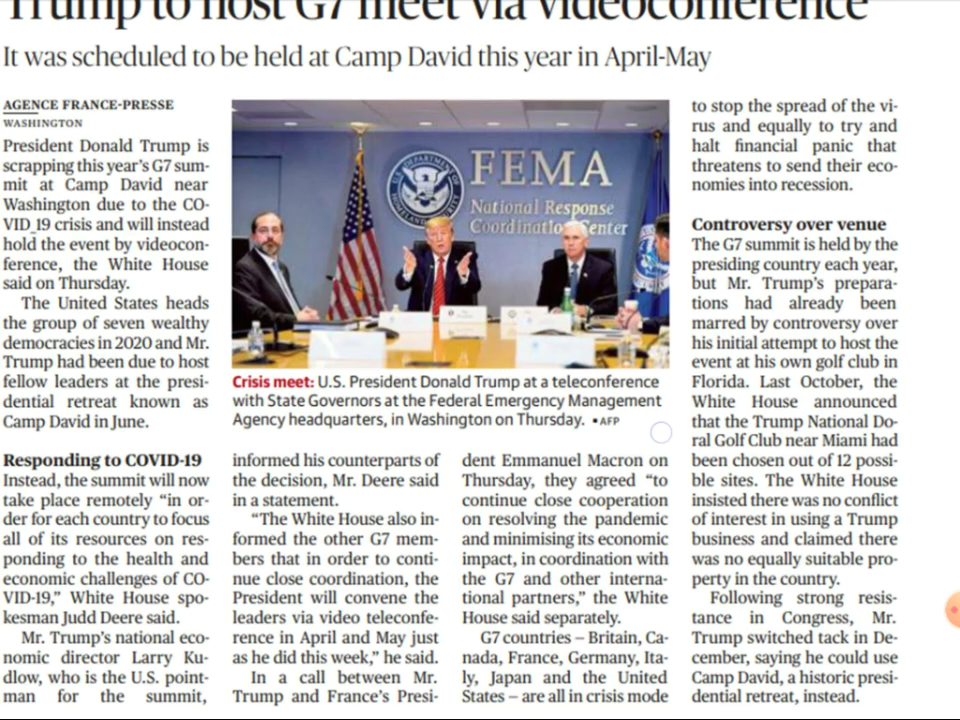 Trump to host G7 meet via videoconference
It was scheduled to be held at Camp David this year in April-May
AGENCE FRANCE-PRESSE
WASHINGTON
President Donald Trump is
scrapping this year's G7 sum-
mit at Camp David near
Washington due to the CO-
VID_19 crisis and will instead
hold the event by videocon-
ference, the White House
said on Thursday.
The United States heads
the group of seven wealthy
democracies in 2020 and Mr.
Trump had been due to host
fellow leaders at the presi-
dential retreat known as
Camp David in June.
Responding to COVID-19
Instead, the summit will now
take place remotely "in or-
der for each country to focus
all of its resources on res-
ponding to the health and
economic challenges of CO-
VID-19," White House spo-
kesman Judd Deere said.
Mr. Trump's national eco-
nomic director Larry Ku-
dlow, who is the U.S. point-
man for the summit,
U.S. DEPARTMENT OF
HOMELAND SECURITY
FEMA
National Response
Coordination Center
Crisis meet: U.S. President Donald Trump at a teleconference
with State Governors at the Federal Emergency Management
Agency headquarters, in Washington on Thursday. ▪AFP
informed his counterparts of
the decision, Mr. Deere said
in a statement.
"The White House also in-
formed the other G7 mem-
bers that in order to conti-
nue close coordination, the
President will convene the
leaders via video teleconfe-
rence in April and May just
as he did this week," he said.
In a call between Mr.
Trump and France's Presi-
dent Emmanuel Macron on
Thursday, they agreed "to
continue close cooperation
on resolving the pandemic
and minimising its economic
impact, in coordination with
the G7 and other interna-
tional partners," the White
House said separately.
G7 countries – Britain, Ca-
nada, France, Germany, Ita-
ly, Japan and the United
States – are all in crisis mode
to stop the spread of the vi-
rus and equally to try and
halt financial panic that
threatens to send their eco-
nomies into recession.
Controversy over venue
The G7 summit is held by the
presiding country each year,
but Mr. Trump's prepara-
tions had already been
marred by controversy over
his initial attempt to host the
event at his own golf club in
Florida. Last October, the
White House announced
that the Trump National Do-
ral Golf Club near Miami had
been chosen out of 12 possi-
ble sites. The White House
insisted there was no conflict
of interest in using a Trump
business and claimed there
was no equally suitable pro-
perty in the country.
Following strong resis-
tance in Congress, Mr.
Trump switched tack in De-
cember, saying he could use
Camp David, a historic presi-
dential retreat, instead.